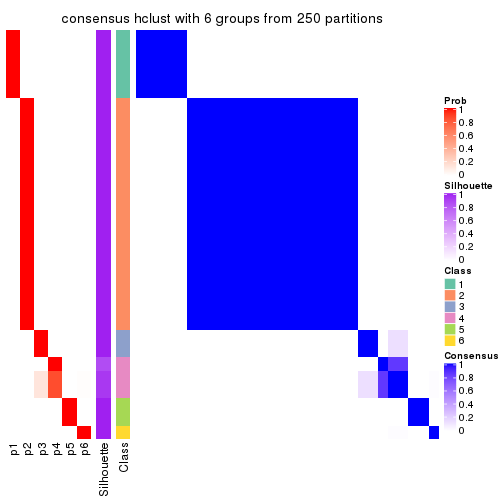 consensus hclust with 6 groups from 250 partitions
Prob
1
0.8
0.6
0.4
0.2
0
Silhouette
1
0.8
0.6
0.4
0.2
0
Class
1
2
3
4
5
6
Consensus
1
0.8
0.6
0.4
0.2
0
p1
p2
p3
p4
p5
p6
Silhouette
Class